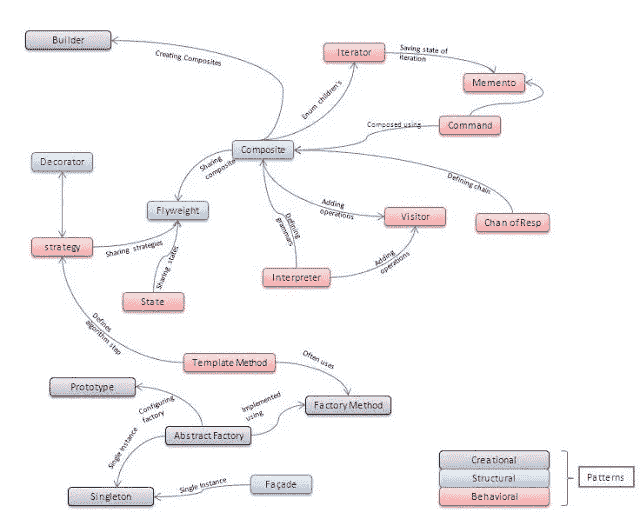 Builder
Creating Composites
Iterator
Saving state of
Iteration
Memento
Enum children's
Composed using
Command
Composite
Decorator
Sharing
composite
Defining chain
Flyweight
Adding
operations
Visitor
Chan of Resp
strategy
Sharing strategies
Defining
grammars
Adding
operations
Interpreter
Sharing states
State
Defines
algorithm step
Template Method
Often uses
Prototype
Configuring
factory
Implemented
using
Factory Method
Single Instance
Abstract Factory
Singleton
Single Instance
Façade
Creational
Structural
Behavioral
Patterns